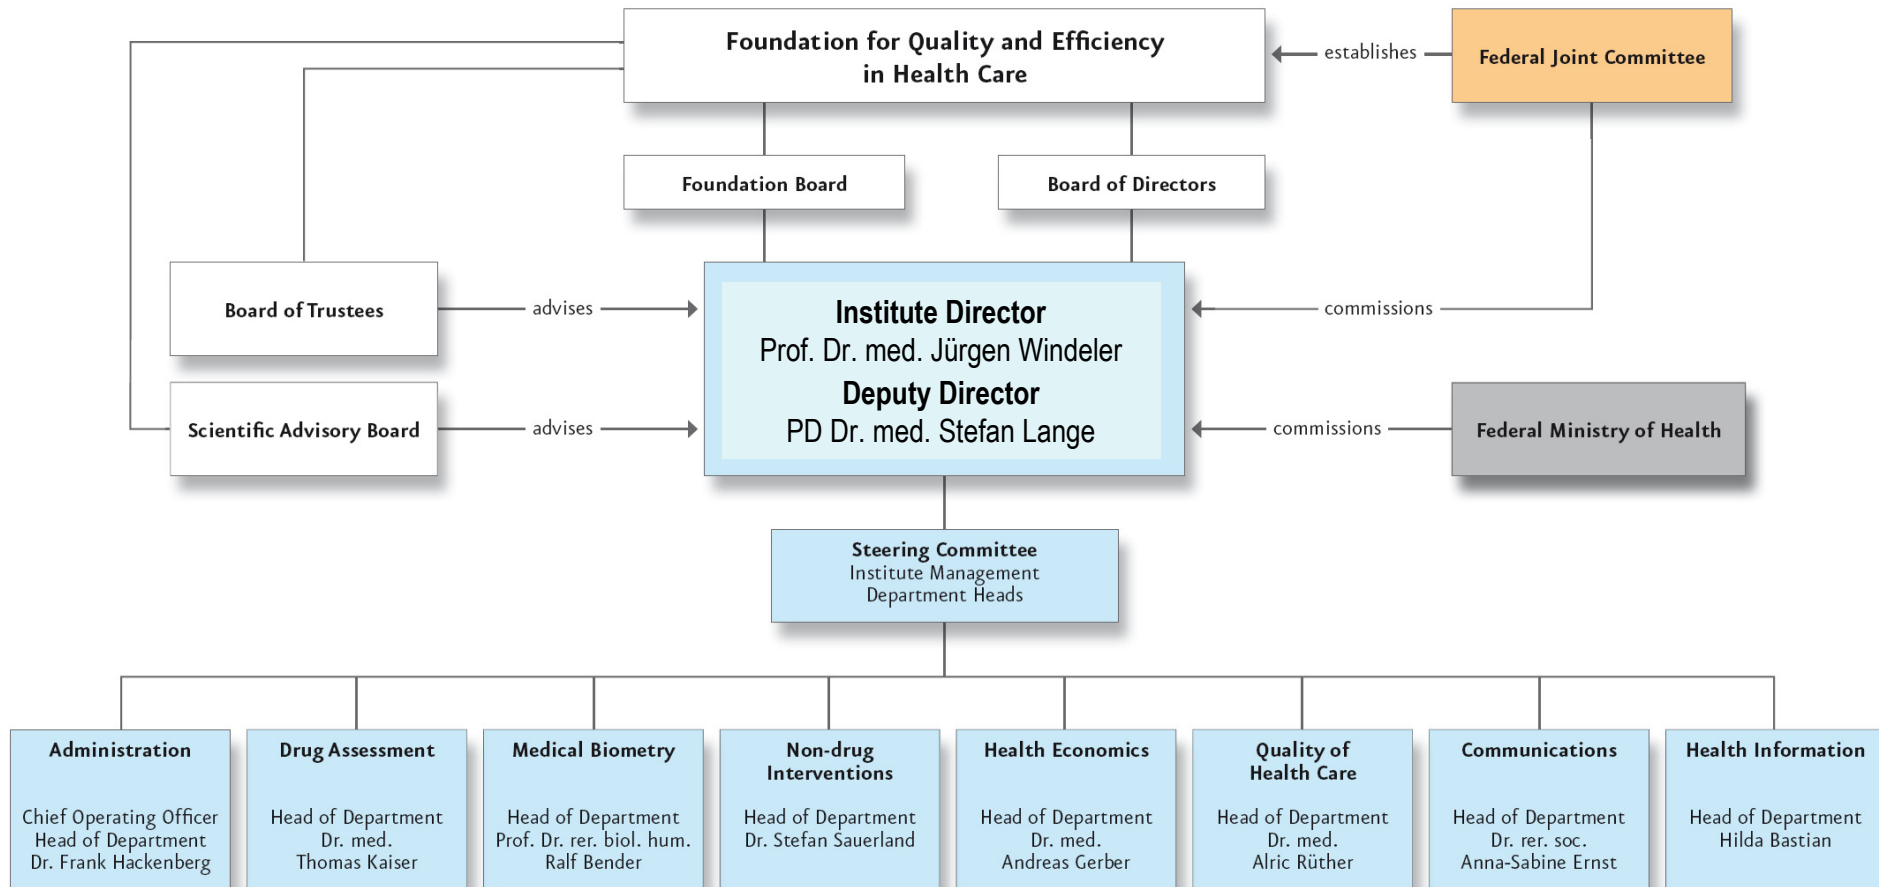 Foundation for Quality and Efficiency
in Health Care
establishes
Federal Joint Committee
Foundation Board
Board of Directors
Board of Trustees
advises
Institute Director
Prof. Dr. med. Jürgen Windeler
Deputy Director
PD Dr. med. Stefan Lange
commissions
Scientific Advisory Board
advises
commissions
Federal Ministry of Health
Steering Committee
Institute Management
Department Heads
Administration
Chief Operating Officer
Head of Department
Dr. Frank Hackenberg
Drug Assessment
Head of Department
Dr. med.
Thomas Kaiser
Medical Biometry
Head of Department
Prof. Dr. rer. biol. hum.
Ralf Bender
Non-drug
Interventions
Head of Department
Dr. Stefan Sauerland
Health Economics
Head of Department
Dr. med.
Andreas Gerber
Quality of
Health Care
Head of Department
Dr. med.
Alric Rüther
Communications
Head of Department
Dr. rer. soc.
Anna-Sabine Ernst
Health Information
Head of Department
Hilda Bastian